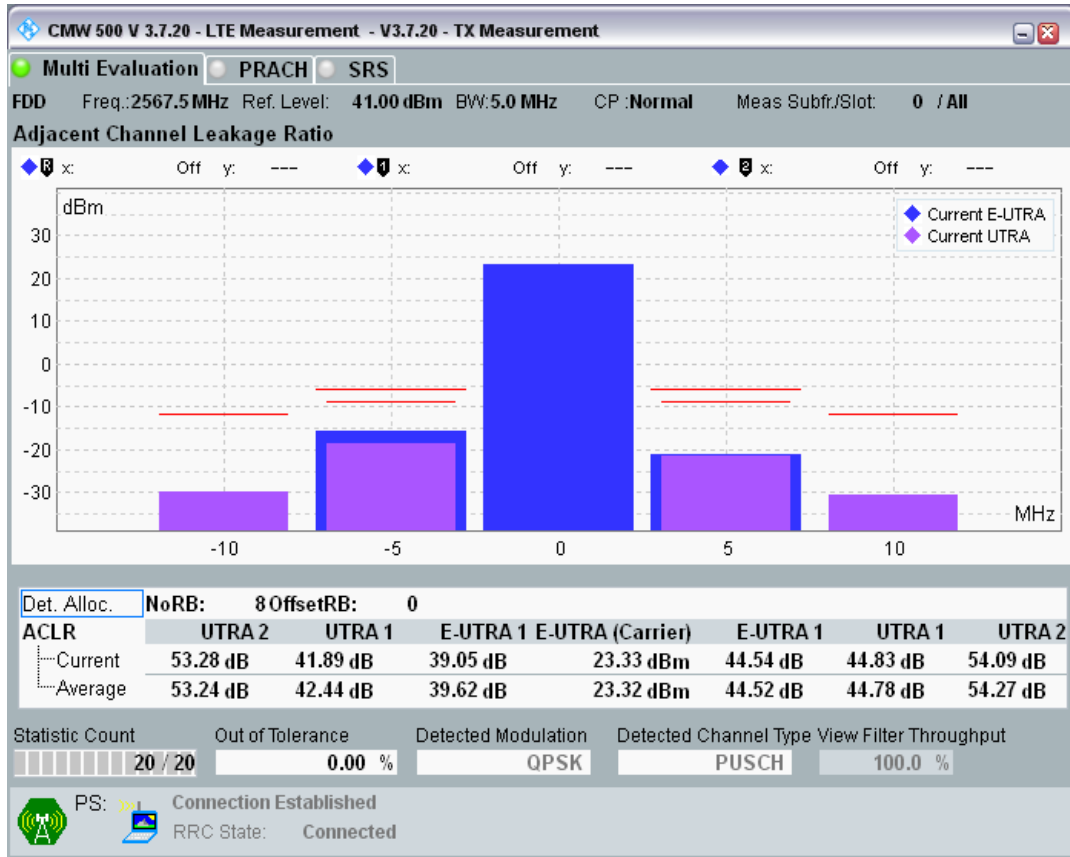 CMW 500 V 3.7.20 - LTE Measurement - V3.7.20 - TX Measurement
Multi Evaluation PRACH SRS
FDD Freq.:2567.5 MHz Ref. Level: 41.00 dBm BW:5.0 MHz CP :Normal Meas Subfr./Slot: 0 / All
Adjacent Channel Leakage Ratio
R x: Off y: --- 1 x: Off y: --- 2 x: Off y: ---
dBm
Current E-UTRA
Current UTRA
30
20
10
0
-10
-20
-30
MHz
-10 -5 0 5 10
Det. Alloc. NoRB: 8 OffsetRB: 0
ACLR UTRA 2 UTRA 1 E-UTRA 1 E-UTRA (Carrier) E-UTRA 1 UTRA 1 UTRA 2
Current 53.28 dB 41.89 dB 39.05 dB 23.33 dBm 44.54 dB 44.83 dB 54.09 dB
Average 53.24 dB 42.44 dB 39.62 dB 23.32 dBm 44.52 dB 44.78 dB 54.27 dB
Statistic Count Out of Tolerance Detected Modulation Detected Channel Type View Filter Throughput
20 / 20 0.00 % QPSK PUSCH 100.0 %
PS: Connection Established
RRC State: Connected